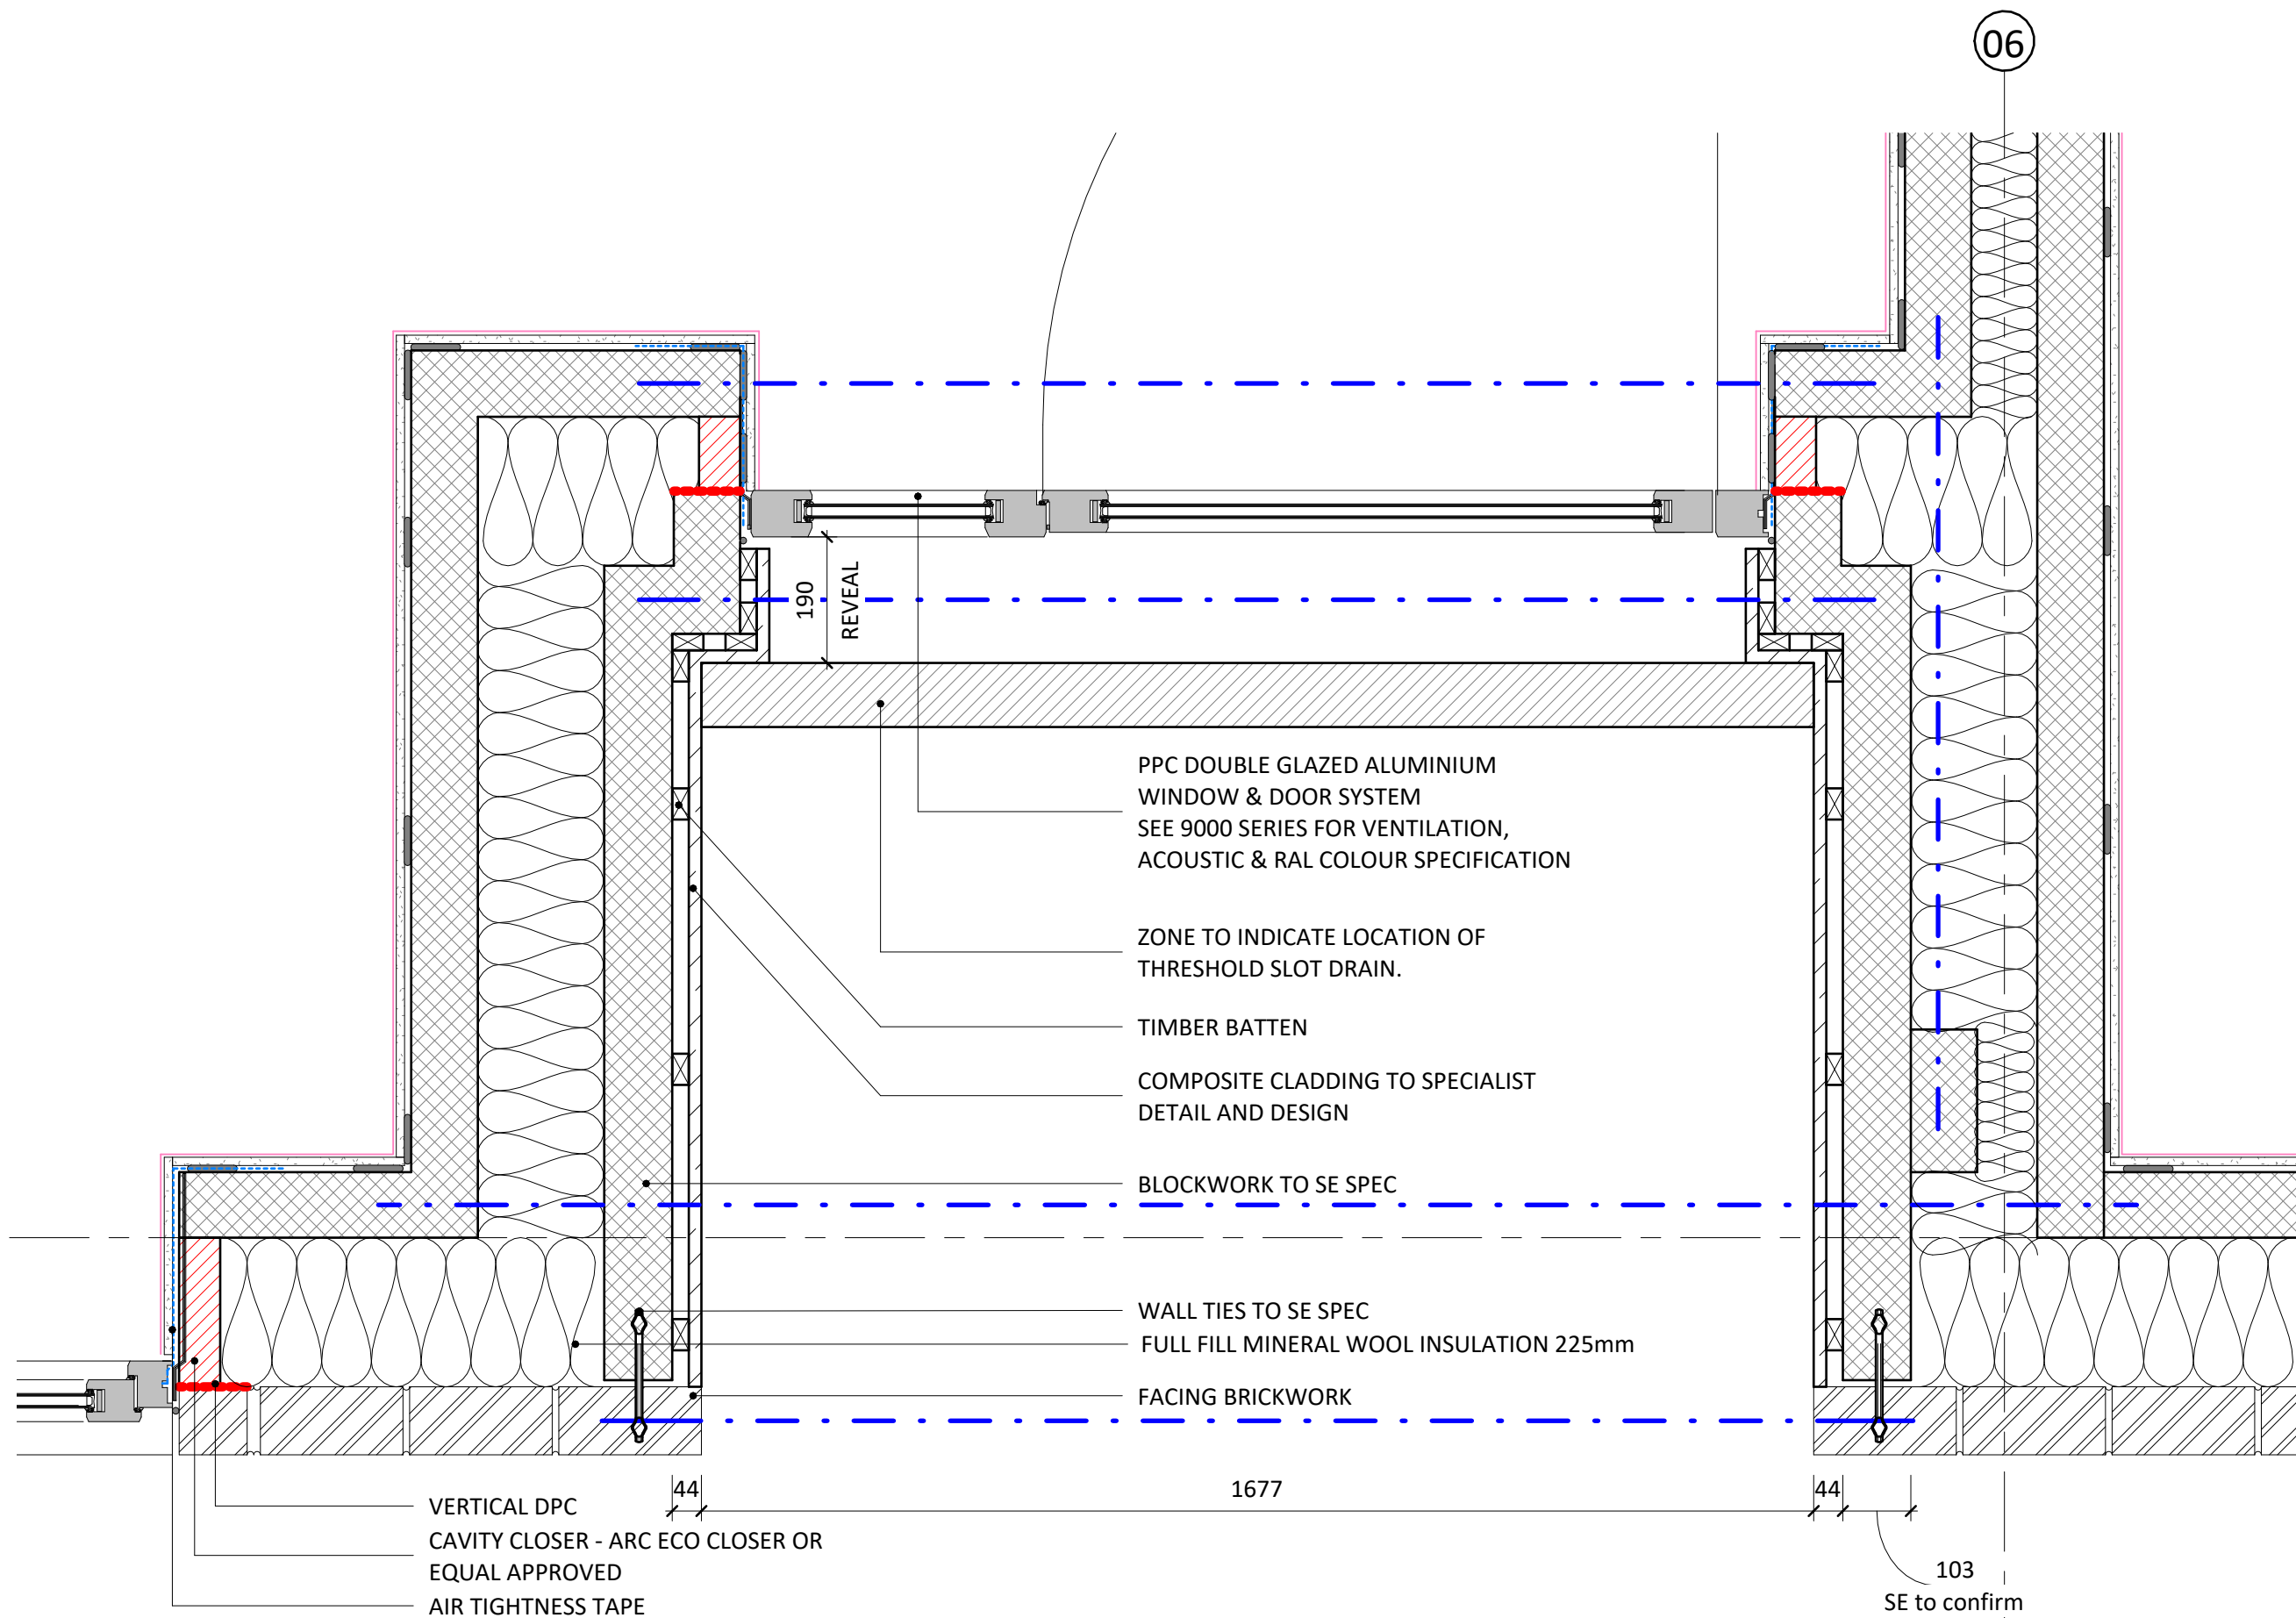 06
190
REVEAL
PPC DOUBLE GLAZED ALUMINIUM
WINDOW & DOOR SYSTEM
SEE 9000 SERIES FOR VENTILATION,
ACOUSTIC & RAL COLOUR SPECIFICATION
ZONE TO INDICATE LOCATION OF
THRESHOLD SLOT DRAIN.
TIMBER BATTEN
COMPOSITE CLADDING TO SPECIALIST
DETAIL AND DESIGN
BLOCKWORK TO SE SPEC
WALL TIES TO SE SPEC
FULL FILL MINERAL WOOL INSULATION 225mm
FACING BRICKWORK
44
1677
44
VERTICAL DPC
CAVITY CLOSER - ARC ECO CLOSER OR
EQUAL APPROVED
AIR TIGHTNESS TAPE
103
SE to confirm